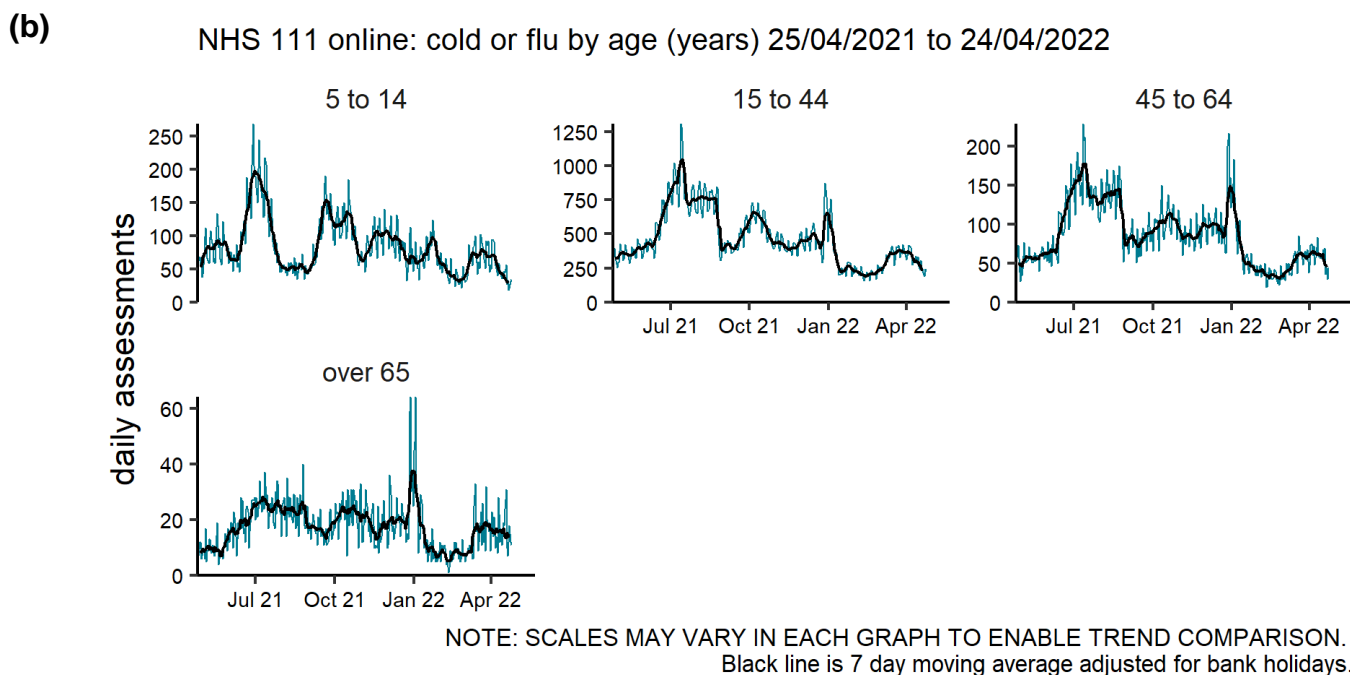 (b)
NHS 111 online: cold or flu by age (years) 25/04/2021 to 24/04/2022
daily assessments
5 to 14
250
200
150
100
50
0
15 to 44
1250
1000
750
500
250
0
Jul 21 Oct 21 Jan 22 Apr 22
45 to 64
200
150
100
50
0
Jul 21 Oct 21 Jan 22 Apr 22
over 65
60
40
20
0
Jul 21 Oct 21 Jan 22 Apr 22
NOTE: SCALES MAY VARY IN EACH GRAPH TO ENABLE TREND COMPARISON.
Black line is 7 day moving average adjusted for bank holidays.